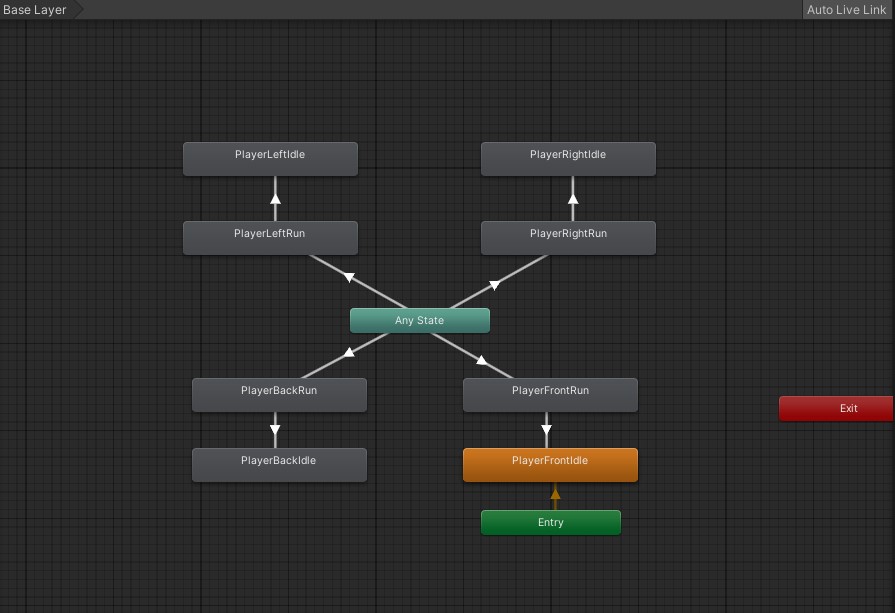 Base Layer
Auto Live Link
PlayerLeftIdle
PlayerRightIdle
PlayerLeftRun
PlayerRightRun
Any State
PlayerBackRun
PlayerFrontRun
Exit
PlayerBackIdle
PlayerFrontIdle
Entry